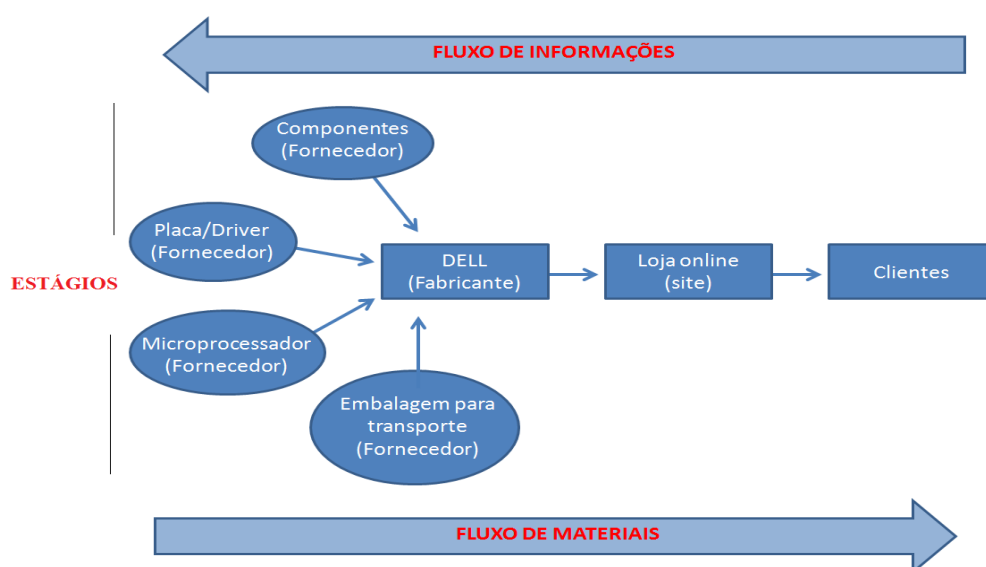 FLUXO DE INFORMAÇÕES
Componentes
(Fornecedor)
Placa/Driver
(Fornecedor)
ESTÁGIOS
DELL
(Fabricante)
Loja online
(site)
Clientes
Microprocessador
(Fornecedor)
Embalagem para
transporte
(Fornecedor)
FLUXO DE MATERIAIS